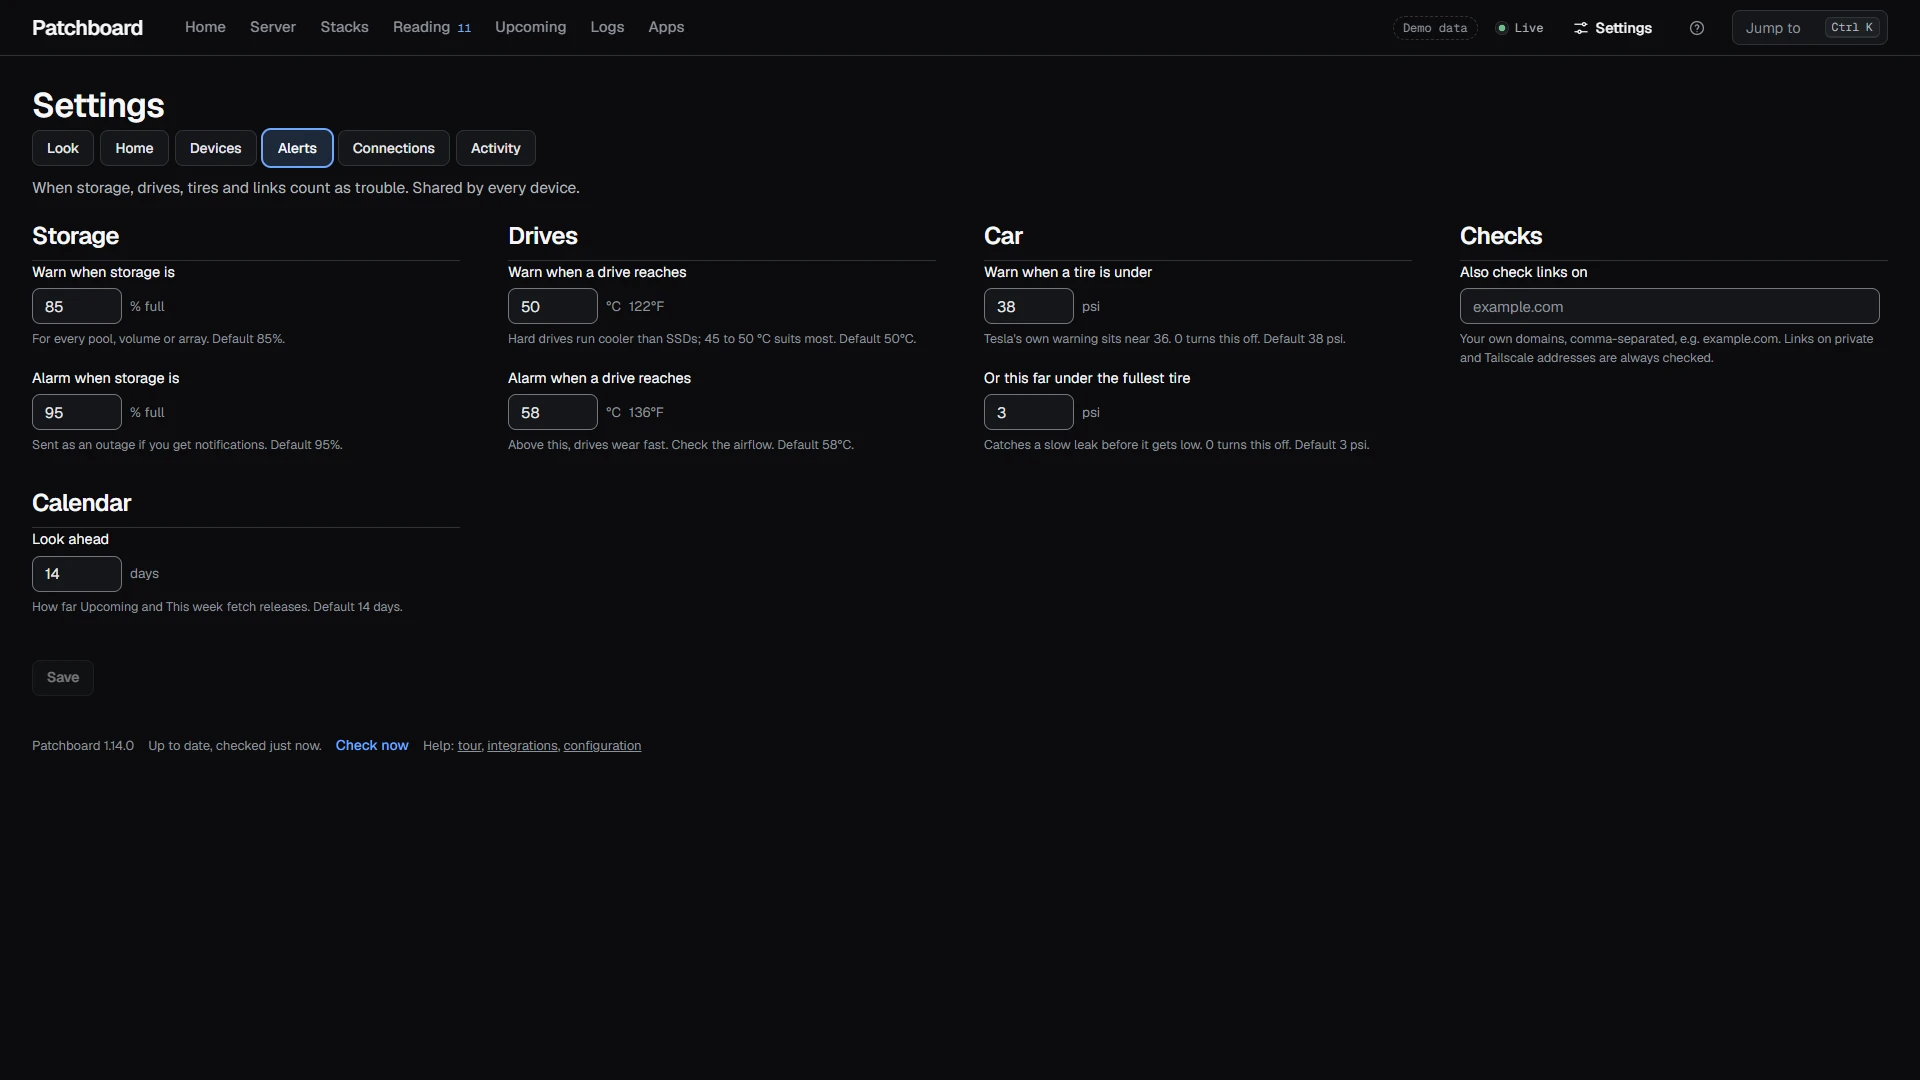 Patchboard
Home
Server
Stacks
Reading 11
Upcoming
Logs
Apps
Demo data
Live
Settings
Jump to
Ctrl K
Settings
Look
Home
Devices
Alerts
Connections
Activity
When storage, drives, tires and links count as trouble. Shared by every device.
Storage
Warn when storage is
85 % full
For every pool, volume or array. Default 85%.
Alarm when storage is
95 % full
Sent as an outage if you get notifications. Default 95%.
Drives
Warn when a drive reaches
50 °C 122°F
Hard drives run cooler than SSDs; 45 to 50 °C suits most. Default 50°C.
Alarm when a drive reaches
58 °C 136°F
Above this, drives wear fast. Check the airflow. Default 58°C.
Car
Warn when a tire is under
38 psi
Tesla's own warning sits near 36. 0 turns this off. Default 38 psi.
Or this far under the fullest tire
3 psi
Catches a slow leak before it gets low. 0 turns this off. Default 3 psi.
Checks
Also check links on
example.com
Your own domains, comma-separated, e.g. example.com. Links on private
and Tailscale addresses are always checked.
Calendar
Look ahead
14 days
How far Upcoming and This week fetch releases. Default 14 days.
Save
Patchboard 1.14.0 Up to date, checked just now. Check now Help: tour, integrations, configuration